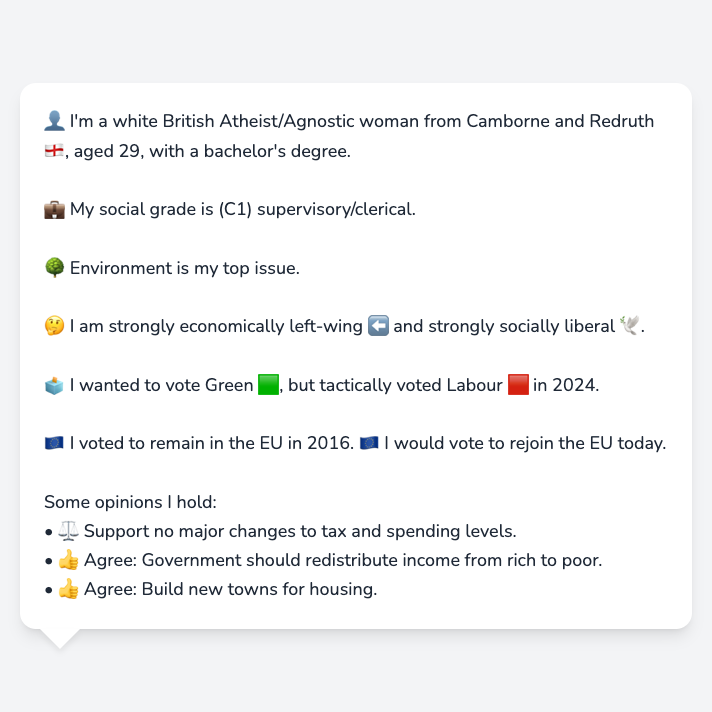 👤 I'm a white British Atheist/Agnostic woman from Camborne and Redruth
🏴󠁧󠁢󠁥󠁮󠁧󠁿, aged 29, with a bachelor's degree.
💼 My social grade is (C1) supervisory/clerical.
🌳 Environment is my top issue.
🤔 I am strongly economically left-wing ⬅️ and strongly socially liberal 🕊️.
🗳️ I wanted to vote Green 🟩, but tactically voted Labour 🟥 in 2024.
🇪🇺 I voted to remain in the EU in 2016. 🇪🇺 I would vote to rejoin the EU today.
Some opinions I hold:
• ⚖️ Support no major changes to tax and spending levels.
• 👍 Agree: Government should redistribute income from rich to poor.
• 👍 Agree: Build new towns for housing.